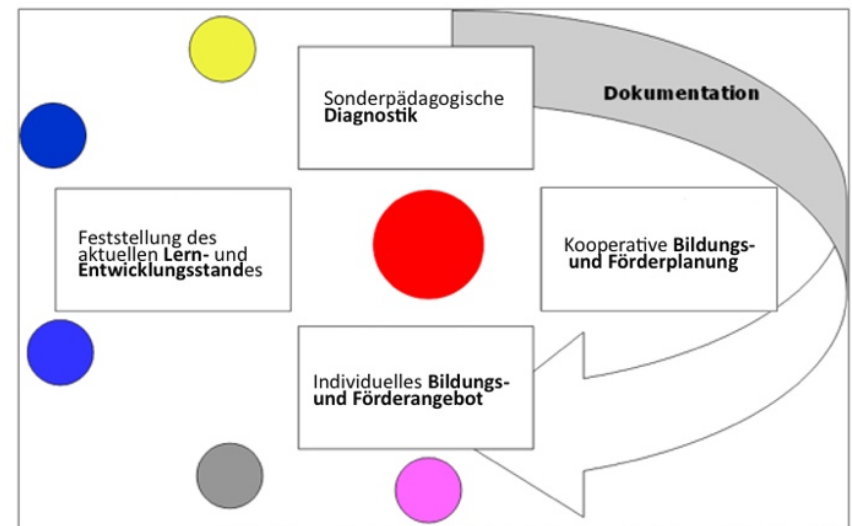 Sonderpädagogische
Diagnostik
Dokumentation
Feststellung des
aktuellen Lern- und
Entwicklungsstandes
Kooperative Bildungs-
und Förderplanung
Individuelles Bildungs-
und Förderangebot